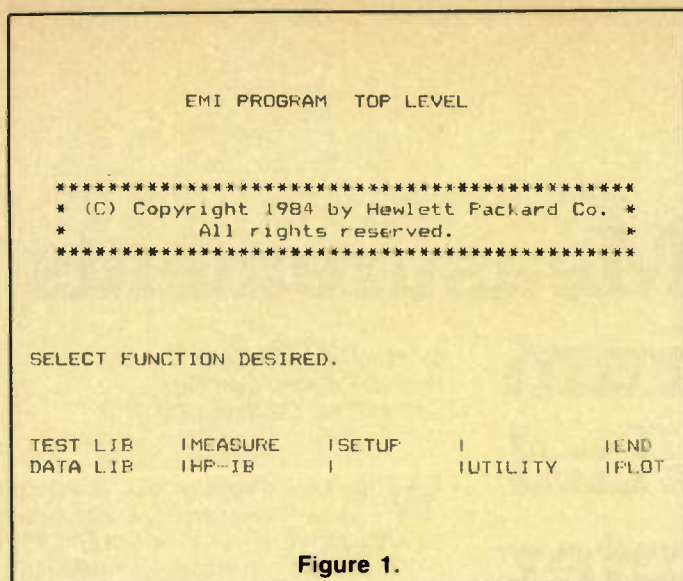 EMI PROGRAM TOP LEVEL
**********************************************
* (C) Copyright 1984 by Hewlett Packard Co. *
* All rights reserved. *
**********************************************
SELECT FUNCTION DESIRED.
TEST LIB |MEASURE |SETUP | |END
DATA LIB |HP-IB | |UTILITY |PLOT
Figure 1.